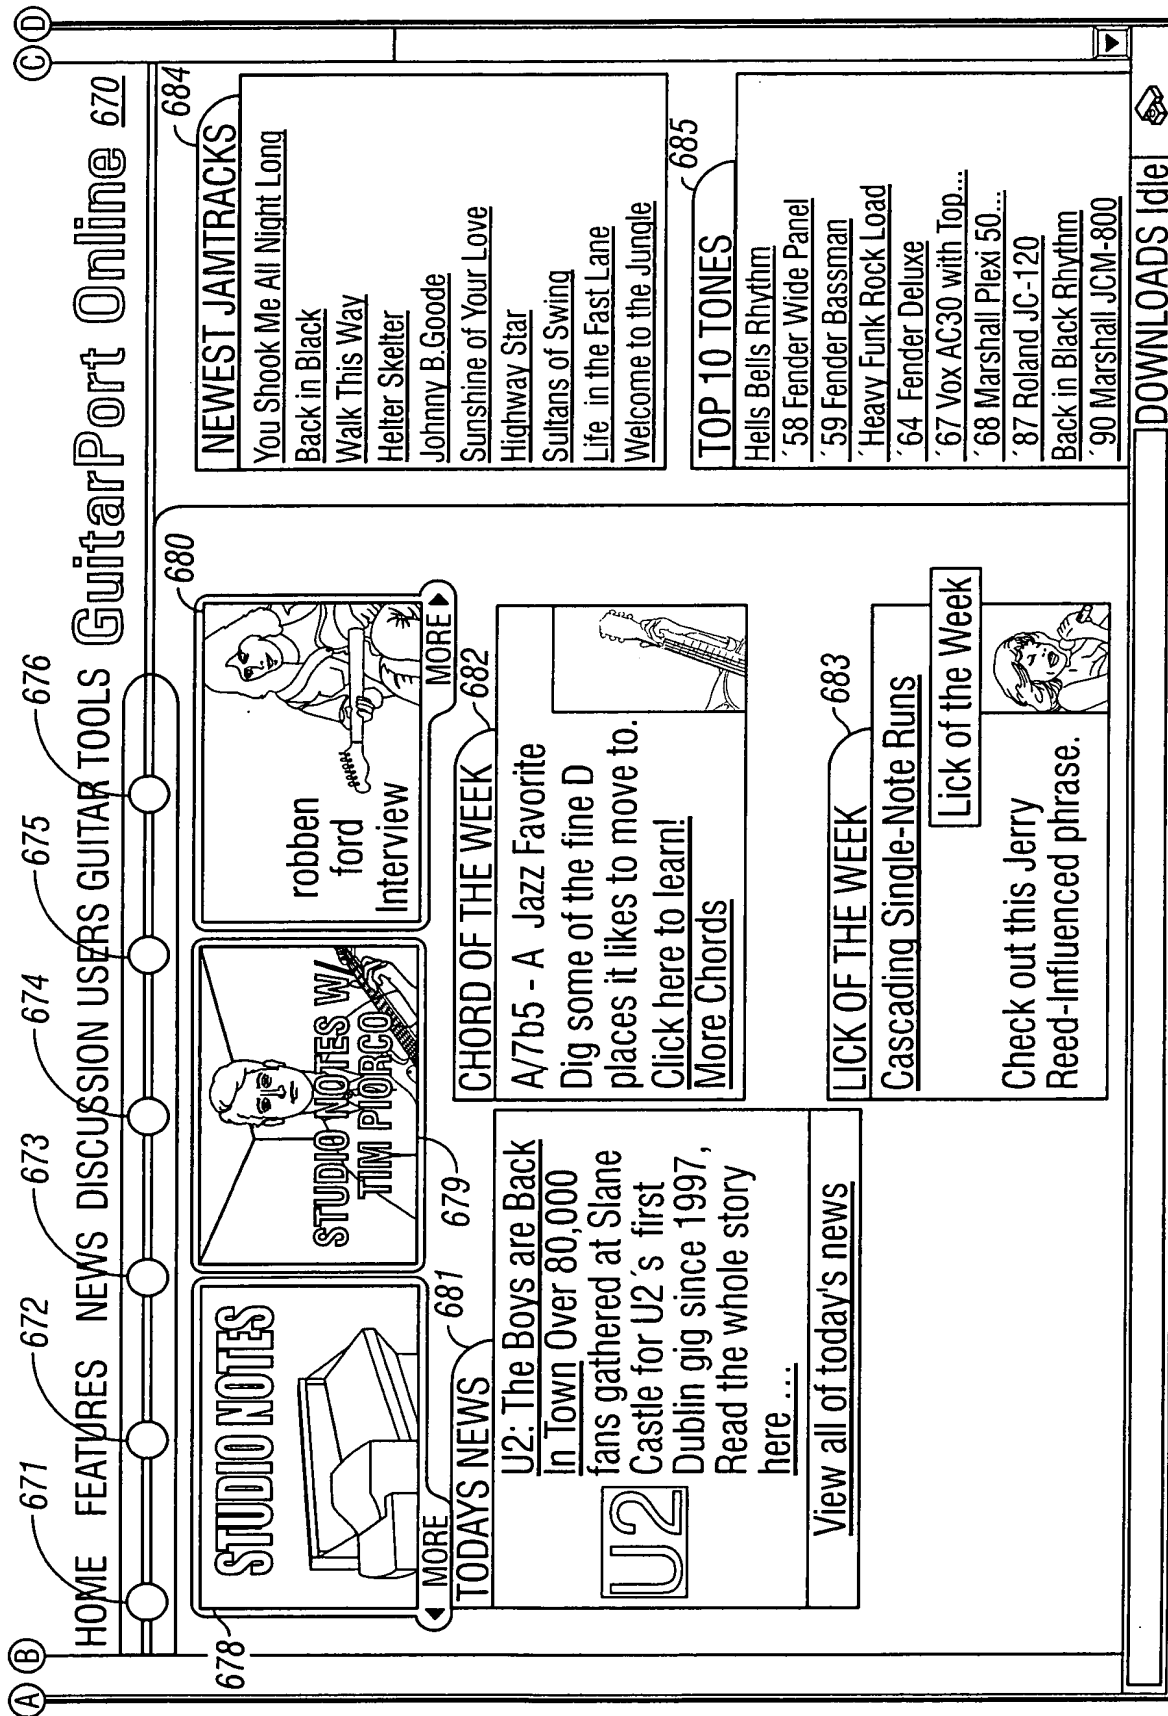 A B C D
671 672 673 674 675 676
HOME FEATURES NEWS DISCUSSION USERS GUITAR TOOLS GuitarPort Online 670
678
STUDIO NOTES
MORE
STUDIO NOTES W/
TIM PIORCO
679
680
robben
ford
Interview
MORE
681
TODAYS NEWS
U2
U2: The Boys are Back
In Town Over 80,000
fans gathered at Slane
Castle for U2´s first
Dublin gig since 1997,
Read the whole story
here ....
View all of today's news
682
CHORD OF THE WEEK
A/7b5 - A Jazz Favorite
Dig some of the fine D
places it likes to move to.
Click here to learn!
More Chords
683
LICK OF THE WEEK
Cascading Single-Note Runs
Lick of the Week
Check out this Jerry
Reed-Influenced phrase.
684
NEWEST JAMTRACKS
You Shook Me All Night Long
Back in Black
Walk This Way
Helter Skelter
Johnny B.Goode
Sunshine of Your Love
Highway Star
Sultans of Swing
Life in the Fast Lane
Welcome to the Jungle
685
TOP 10 TONES
Hells Bells Rhythm
´58 Fender Wide Panel
´59 Fender Bassman
´Heavy Funk Rock Load
´64 Fender Deluxe
´67 Vox AC30 with Top...
´68 Marshall Plexi 50...
´87 Roland JC-120
Back in Black Rhythm
´90 Marshall JCM-800
DOWNLOADS Idle